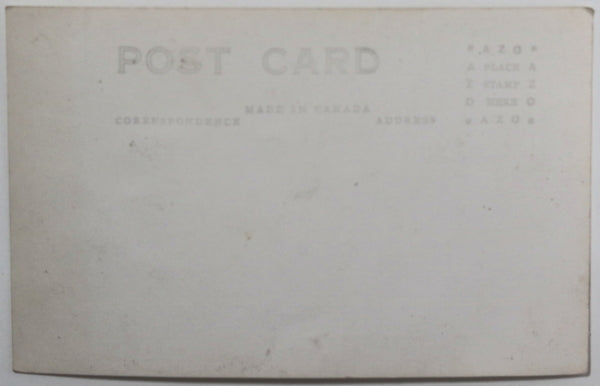 POST CARD
MADE IN CANADA
CORRESPONDENCE
ADDRESS
AZO
A PLACE A
Z STAMP Z
O HERE O
AZO